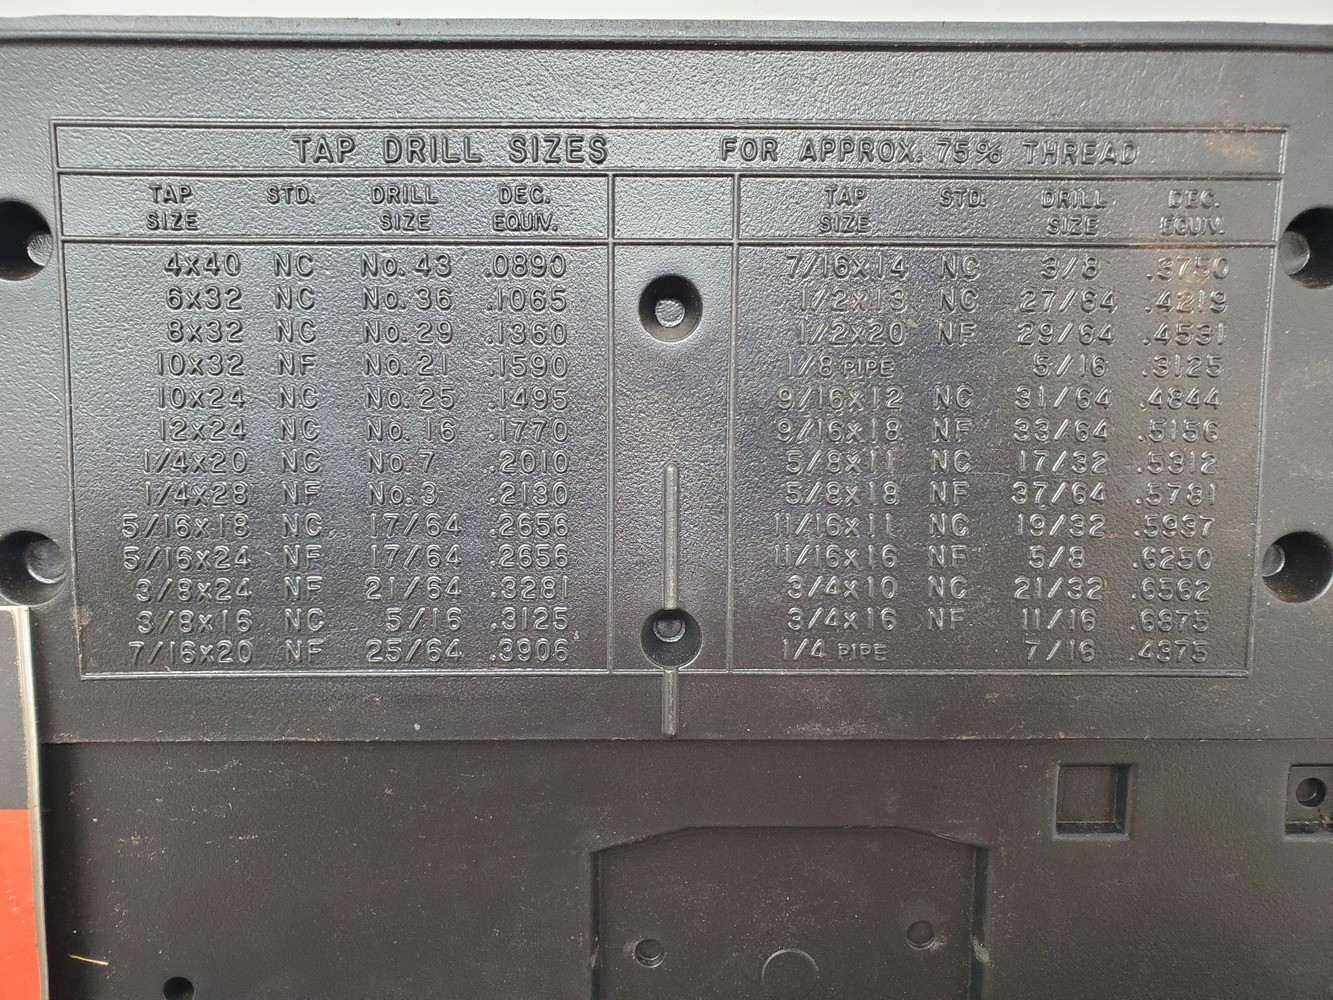 TAP DRILL SIZES FOR APPROX. 75% THREAD
TAP SIZE STD. DRILL SIZE DEC. EQUIV. TAP SIZE STD. DRILL SIZE DEC. EQUIV.
4x40 NC No. 43 .0890 7/16x14 NC 3/8 .3750
6x32 NC No. 36 .1065 1/2x13 NC 27/64 .4219
8x32 NC No. 29 .1360 1/2x20 NF 29/64 .4531
10x32 NF No. 21 .1590 1/8 PIPE 5/16 .3125
10x24 NC No. 25 .1495 9/16x12 NC 31/64 .4844
12x24 NC No. 16 .1770 9/16x18 NF 33/64 .5156
1/4x20 NC No. 7 .2010 5/8x11 NC 17/32 .5312
1/4x28 NF No. 3 .2130 5/8x18 NF 37/64 .5781
5/16x18 NC 17/64 .2656 11/16x11 NC 19/32 .5937
5/16x24 NF 17/64 .2656 11/16x16 NF 5/8 .6250
3/8x24 NF 21/64 .3281 3/4x10 NC 21/32 .6562
3/8x16 NC 5/16 .3125 3/4x16 NF 11/16 .6875
7/16x20 NF 25/64 .3906 1/4 PIPE 7/16 .4375